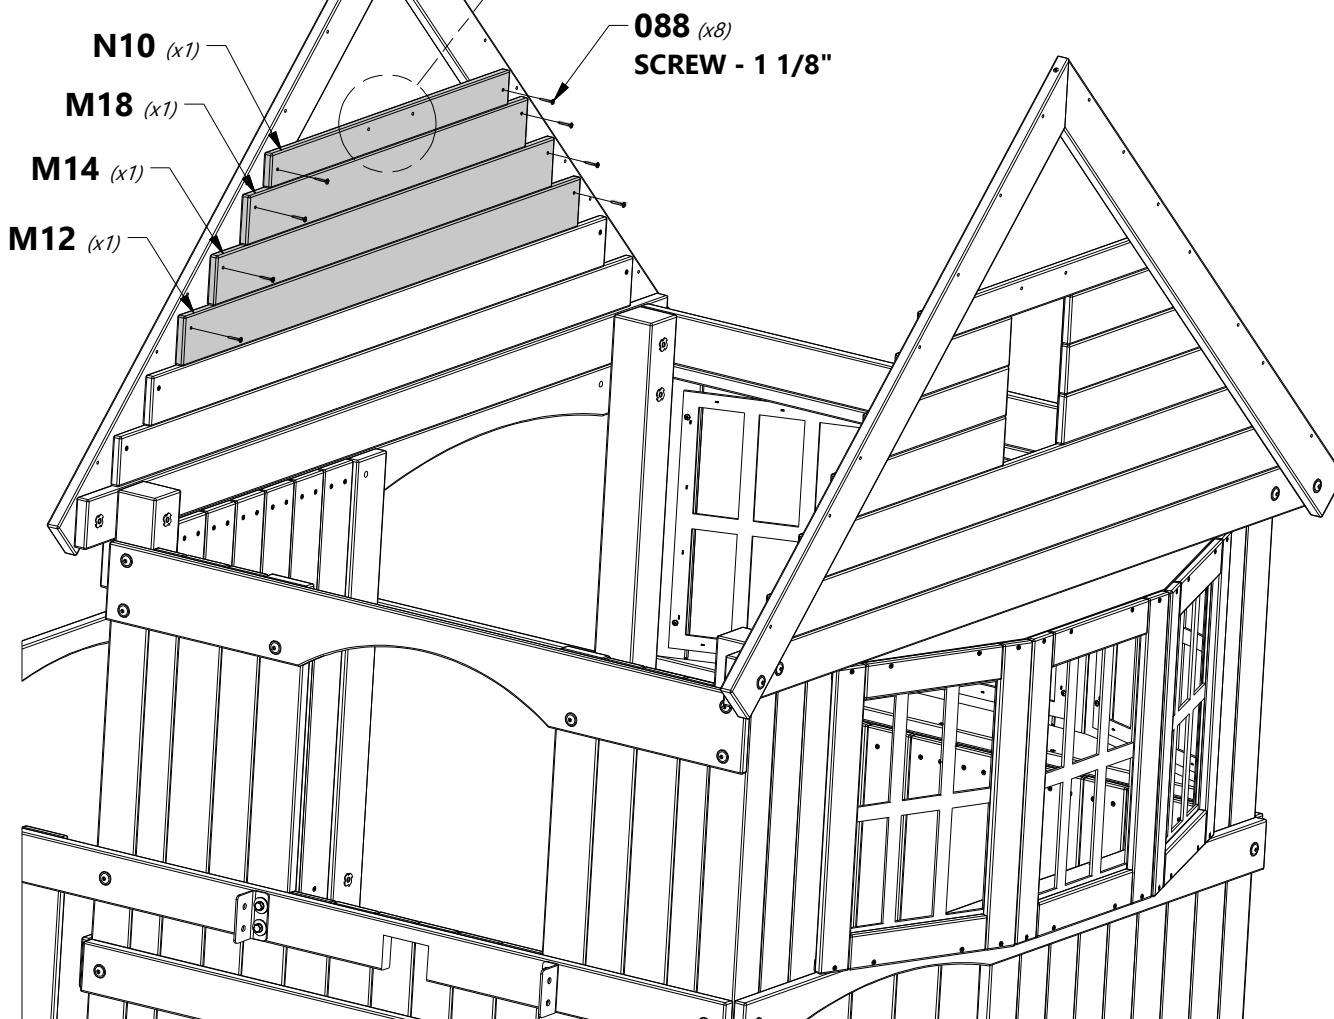 088 (x8)
SCREW - 1 1/8"
N10 (x1)
M18 (x1)
M14 (x1)
M12 (x1)